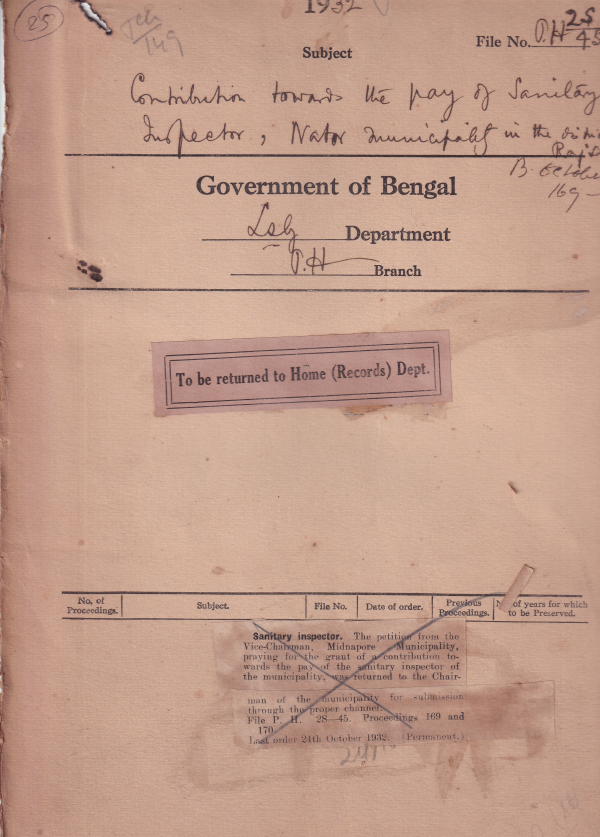 25
1932
File No. P.H 2S/45
Subject
Contribution towards the pay of Sanitary
Inspector, Nator municipality in the
B. October
169 –
Government of Bengal
LSG Department
P.H Branch
To be returned to Home (Records) Dept.
No. of Proceedings. Subject. File No. Date of order. Previous Proceedings. of years for which to be Preserved.
Sanitary inspector. The petition from the
Vice-Chairman, Midnapore Municipality,
praying for the grant of a contribution to-
wards the pay of the sanitary inspector of
the municipality, was returned to the Chair-
man of the municipality for submission
through the proper channel.
File P. H. 2S—45. Proceedings 169 and
170.
Last order 24th October 1932. (Permanent.)